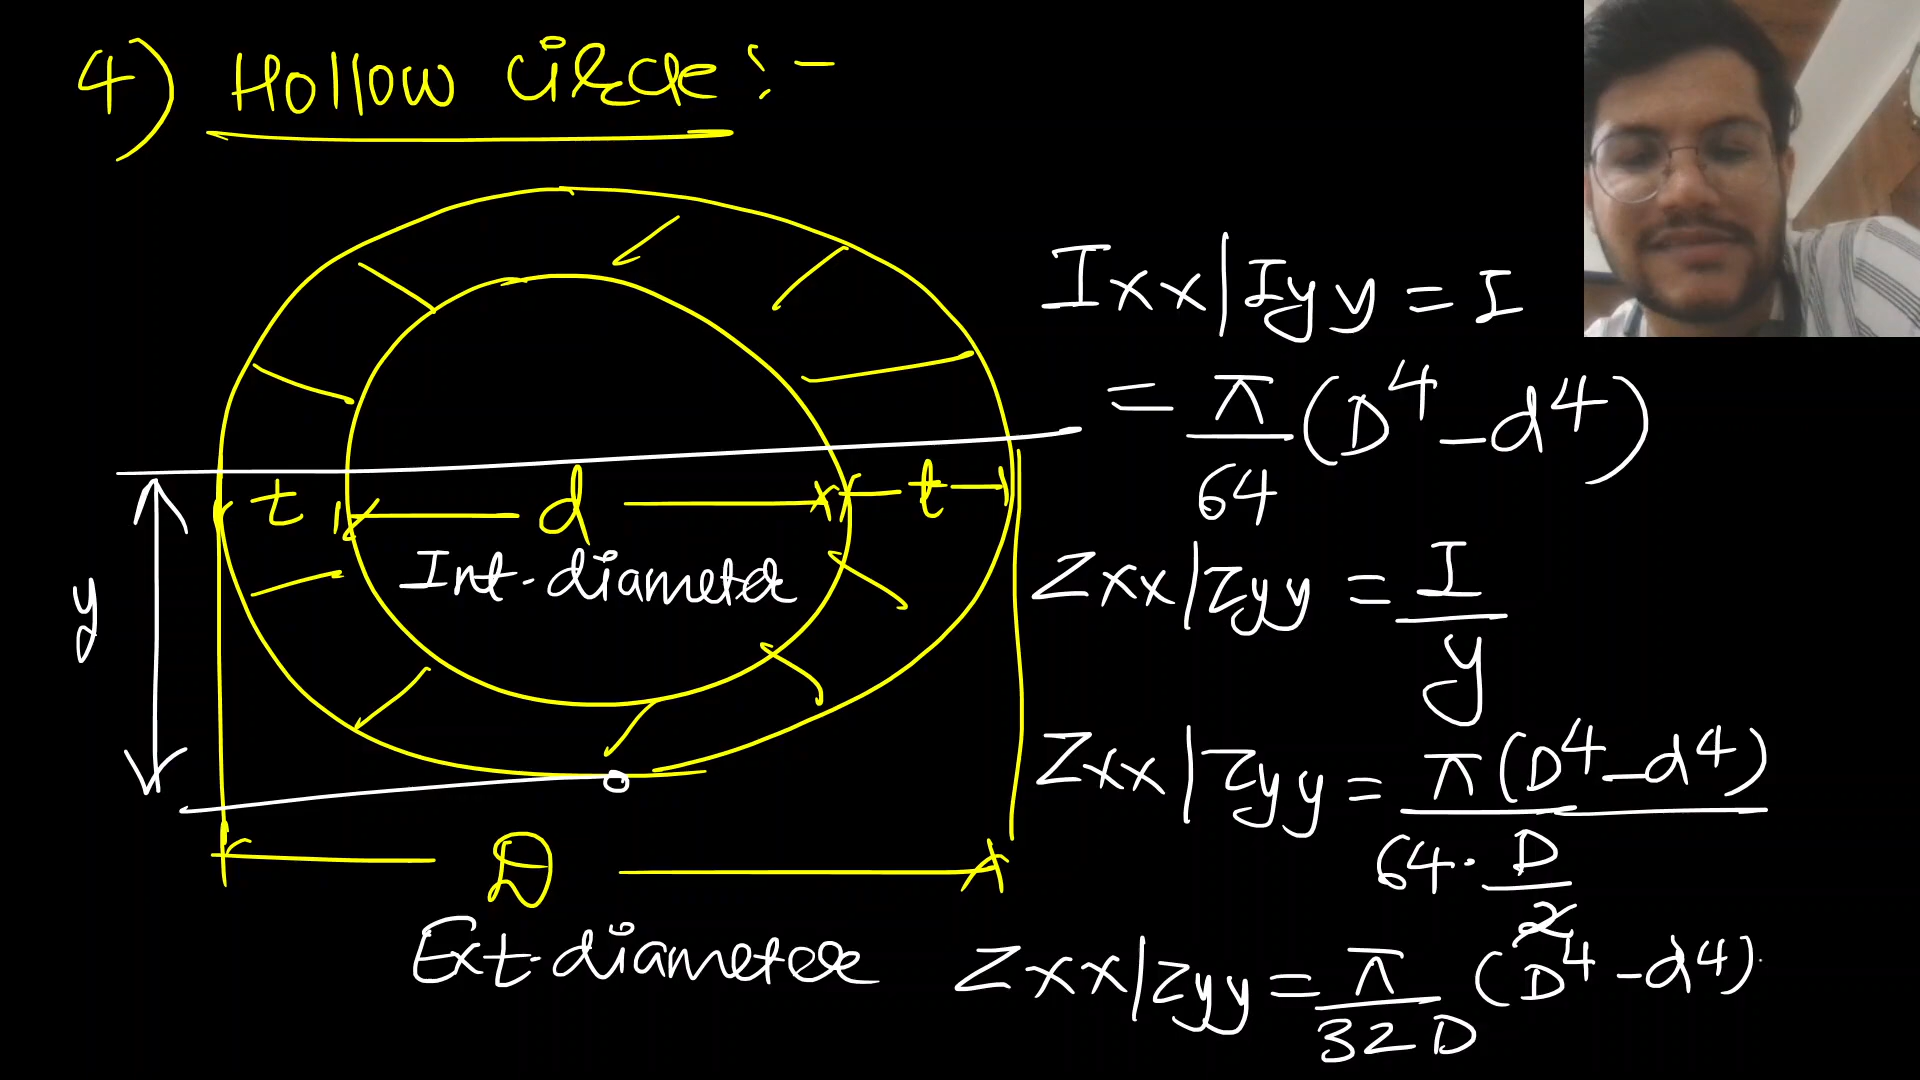 4) Hollow Circle :-
Ixx|Iyy = I
= π/64 (D⁴-d⁴)
t d t
Int-diameter
y
Zxx|Zyy = I/y
Zxx|Zyy = π(D⁴-d⁴)/64·D/2
D
Ext-diameter
Zxx|Zyy = π/32D (D⁴-d⁴)